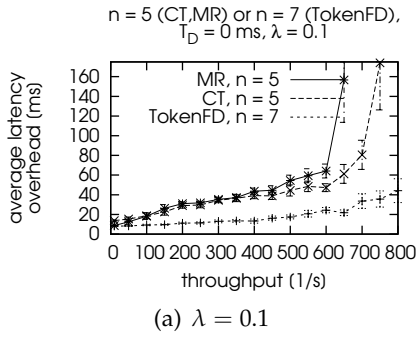 n = 5 (CT,MR) or n = 7 (TokenFD),
T_D = 0 ms, λ = 0.1
average latency
overhead (ms)
160
140
120
100
80
60
40
20
0
MR, n = 5
CT, n = 5
TokenFD, n = 7
0 100 200 300 400 500 600 700 800
throughput (1/s)
(a) λ = 0.1